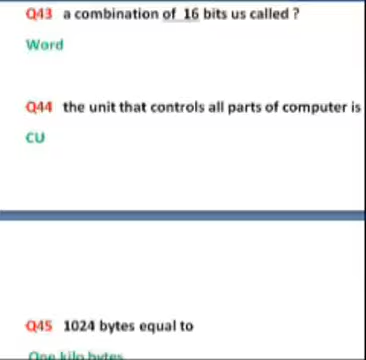 Q43 a combination of 16 bits us called ?
Word
Q44 the unit that controls all parts of computer is
CU
Q45 1024 bytes equal to
One kilo bytes